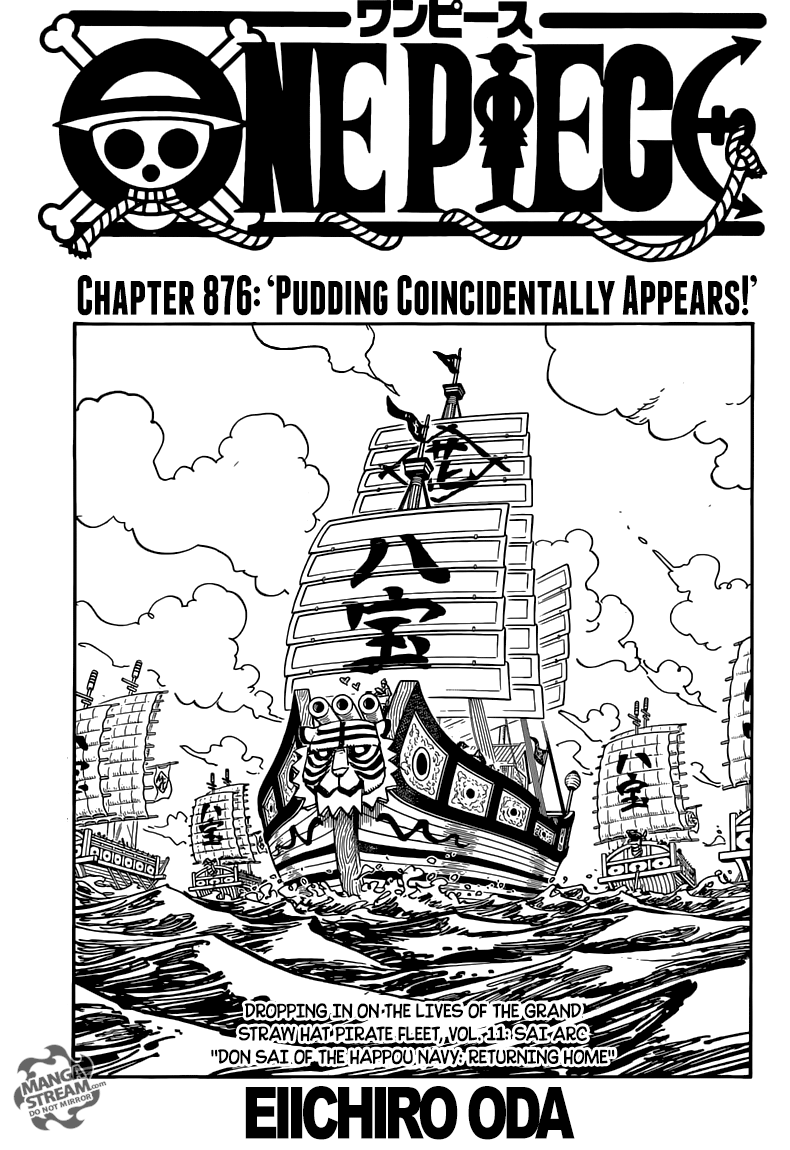 ワンピース
ONE PIECE
CHAPTER 876: ‘PUDDING COINCIDENTALLY APPEARS!’
サイ
八
宝
八
宝
八
宝
DROPPING IN ON THE LIVES OF THE GRAND
STRAW HAT PIRATE FLEET, VOL. 11: SAI ARC
"DON SAI OF THE HAPPOU NAVY: RETURNING HOME"
MANGA
STREAM.com
DO NOT MIRROR
EIICHIRO ODA